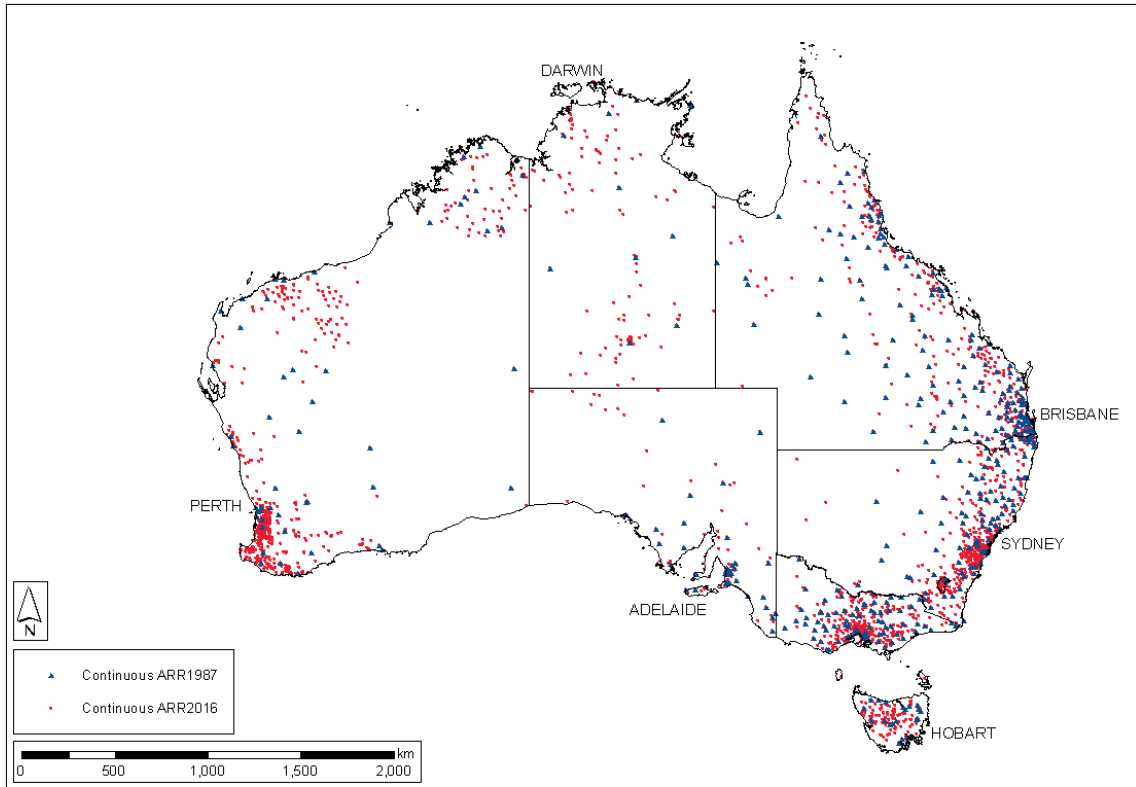 DARWIN
BRISBANE
PERTH
SYDNEY
ADELAIDE
N
Continuous ARR1987
Continuous ARR2016
HOBART
km
0 500 1,000 1,500 2,000